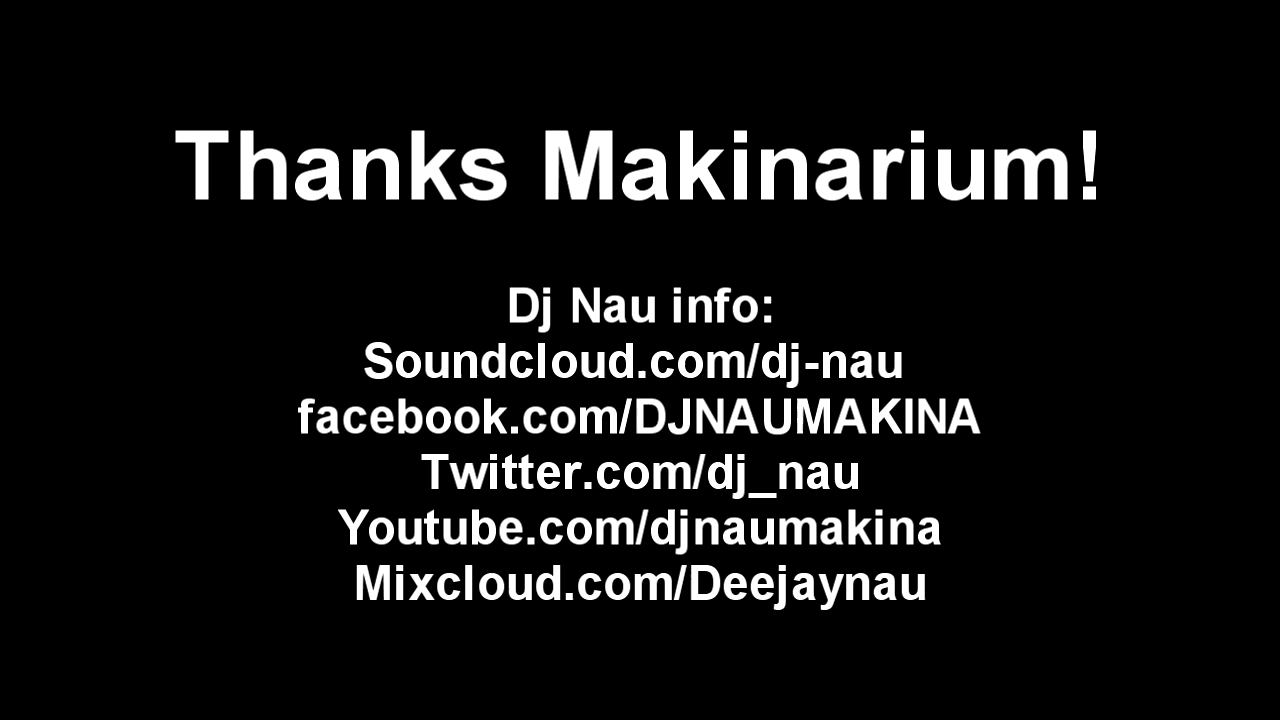 Thanks Makinarium!
Dj Nau info:
Soundcloud.com/dj-nau
facebook.com/DJNAUMAKINA
Twitter.com/dj_nau
Youtube.com/djnaumakina
Mixcloud.com/Deejaynau